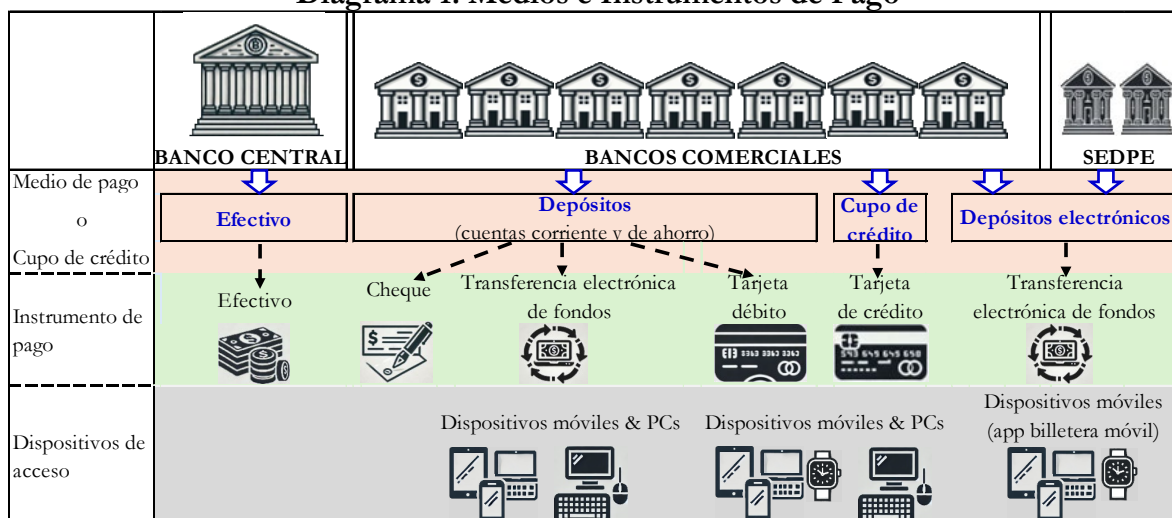 Diagrama 1. Medios e Instrumentos de Pago
BANCO CENTRAL
BANCOS COMERCIALES
SEDPE
Medio de pago
o
Cupo de crédito
Efectivo
Depósitos
(cuentas corriente y de ahorro)
Cupo de
crédito
Depósitos electrónicos
Instrumento de
pago
Efectivo
Cheque
Transferencia electrónica
de fondos
Tarjeta
débito
Tarjeta
de crédito
Transferencia
electrónica de fondos
Dispositivos de
acceso
Dispositivos móviles & PCs
Dispositivos móviles & PCs
Dispositivos móviles
(app billetera móvil)